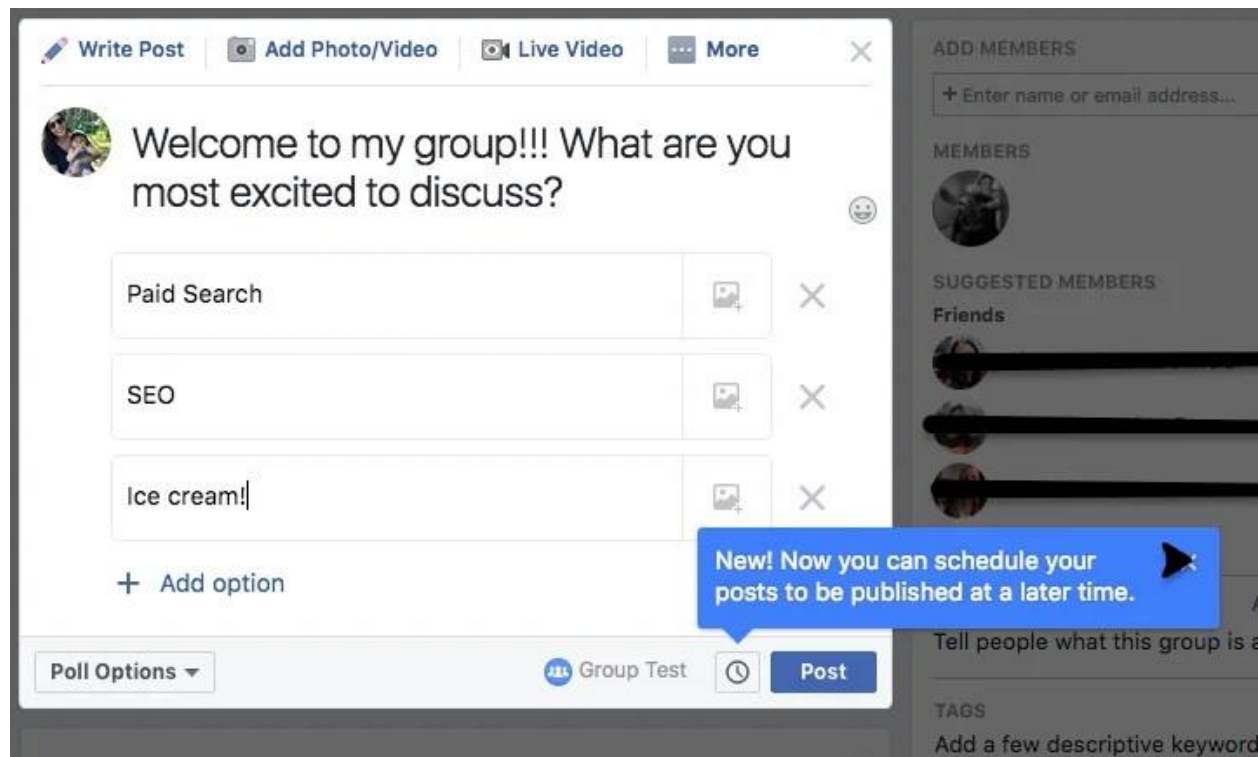 Write Post
Add Photo/Video
Live Video
More
Welcome to my group!!! What are you
most excited to discuss?
Paid Search
SEO
Ice cream!
+ Add option
New! Now you can schedule your
posts to be published at a later time.
Poll Options
Group Test
Post
ADD MEMBERS
+ Enter name or email address...
MEMBERS
SUGGESTED MEMBERS
Friends
Tell people what this group is a
TAGS
Add a few descriptive keyword